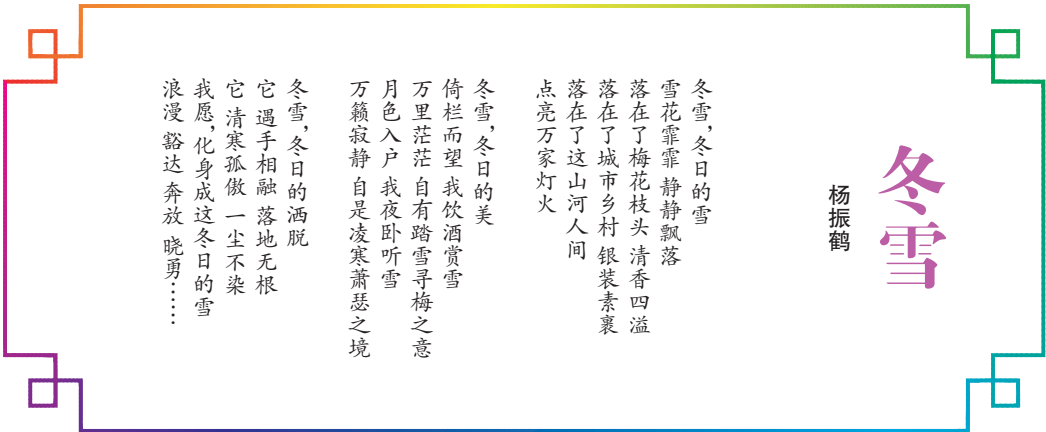 冬雪
杨振鹤
冬雪，冬日的雪
雪花霏霏 静静飘落
落在了梅花枝头 清香四溢
落在了城市乡村 银装素裹
落在了这山河人间
点亮万家灯火
冬雪，冬日的美
倚栏而望 我饮酒赏雪
万里茫茫 自有踏雪寻梅之意
月色入户 我夜卧听雪
万籁寂静 自是凌寒萧瑟之境
冬雪，冬日的洒脱
它 遇手相融 落地无根
它 清寒孤傲 一尘不染
我愿，化身成这冬日的雪
浪漫 豁达 奔放 晓勇……